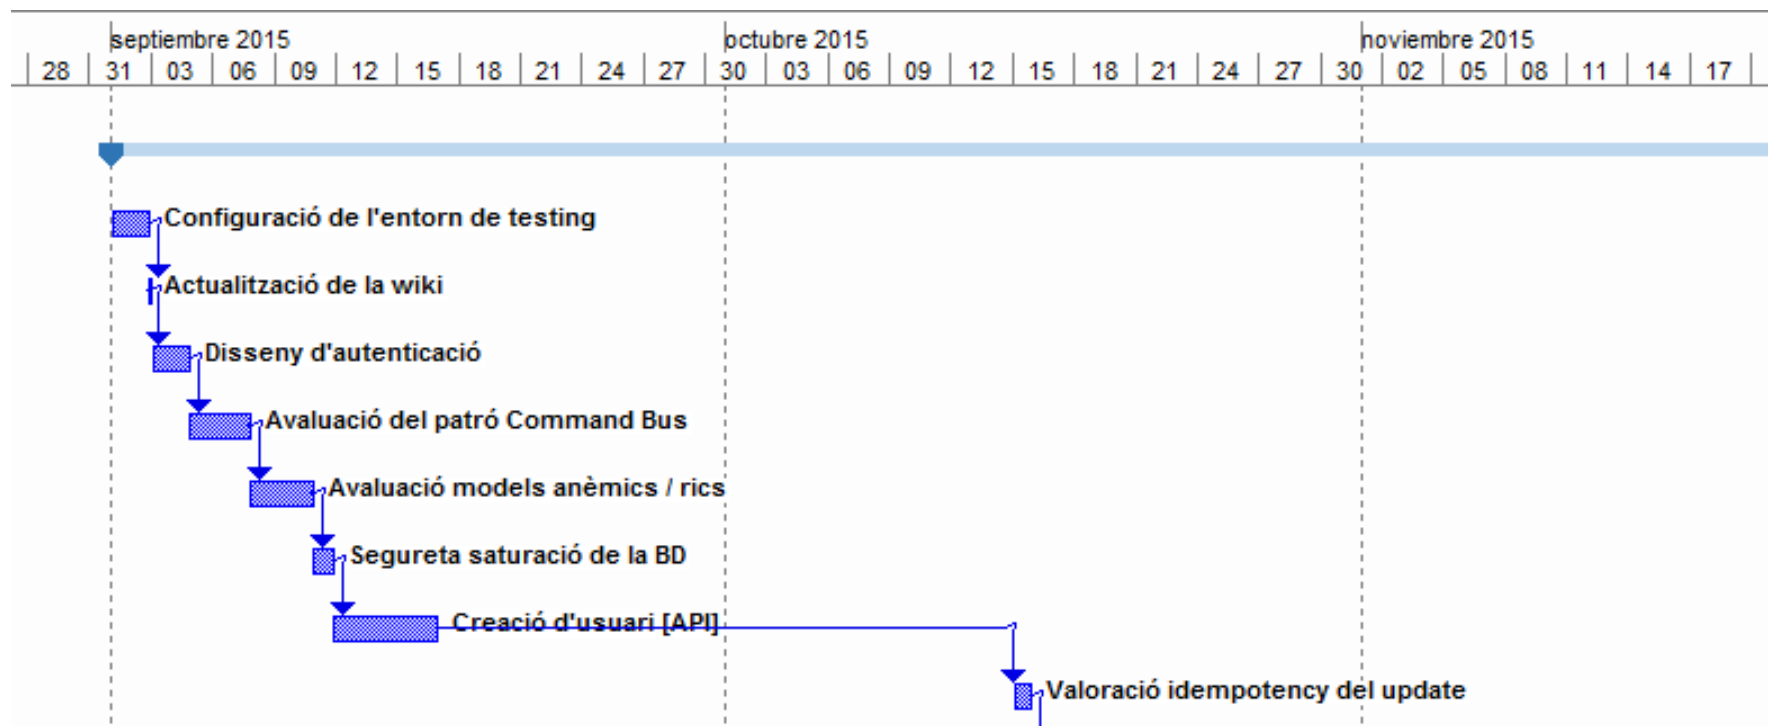 septiembre 2015 octubre 2015 noviembre 2015
28 31 03 06 09 12 15 18 21 24 27 30 03 06 09 12 15 18 21 24 27 30 02 05 08 11 14 17
Configuració de l'entorn de testing
Actualització de la wiki
Disseny d'autenticació
Avaluació del patró Command Bus
Avaluació models anèmics / rics
Segureta saturació de la BD
Creació d'usuari [API]
Valoració idempotency del update